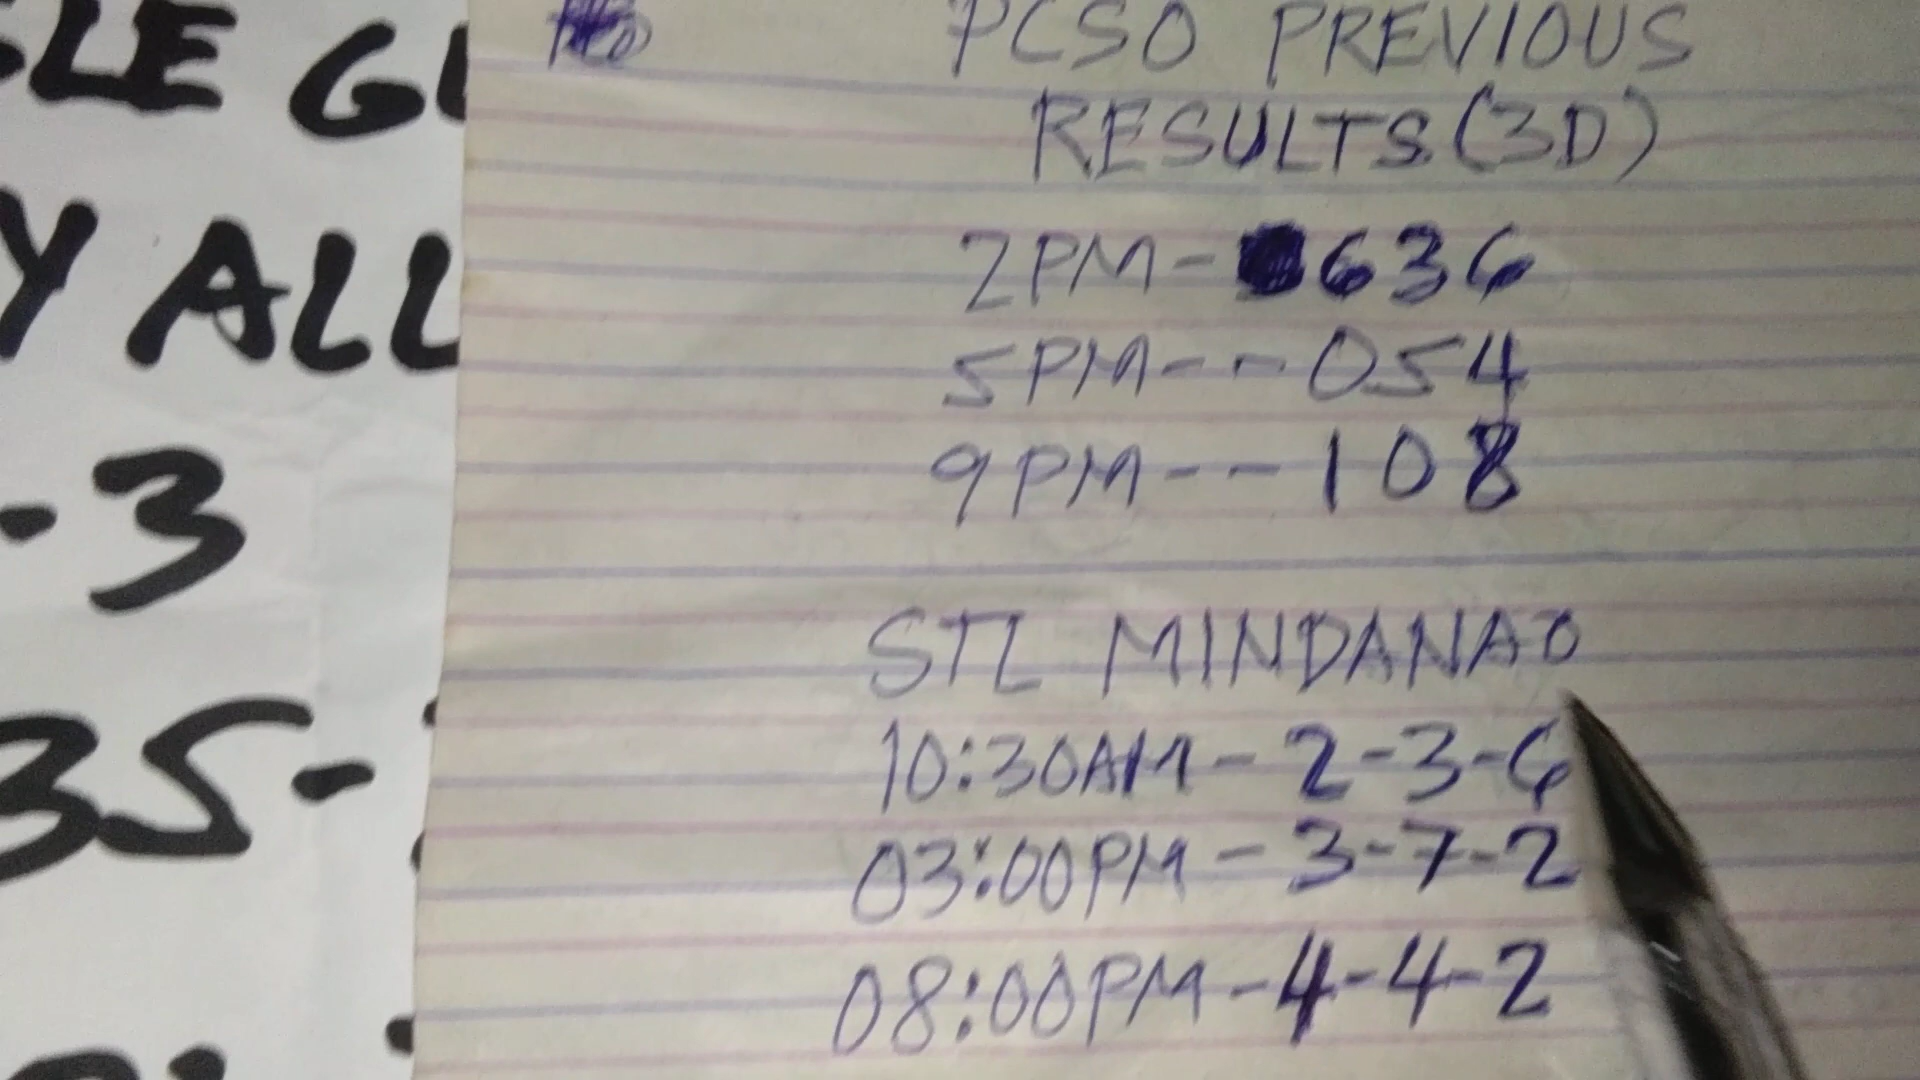 LE
Y ALL
-3
35-
PCSO PREVIOUS
RESULTS (3D)
2PM - 636
5PM -- 054
9PM -- 108
STL MINDANAO
10:30AM - 2-3-6
03:00PM - 3-7-2
08:00PM - 4-4-2